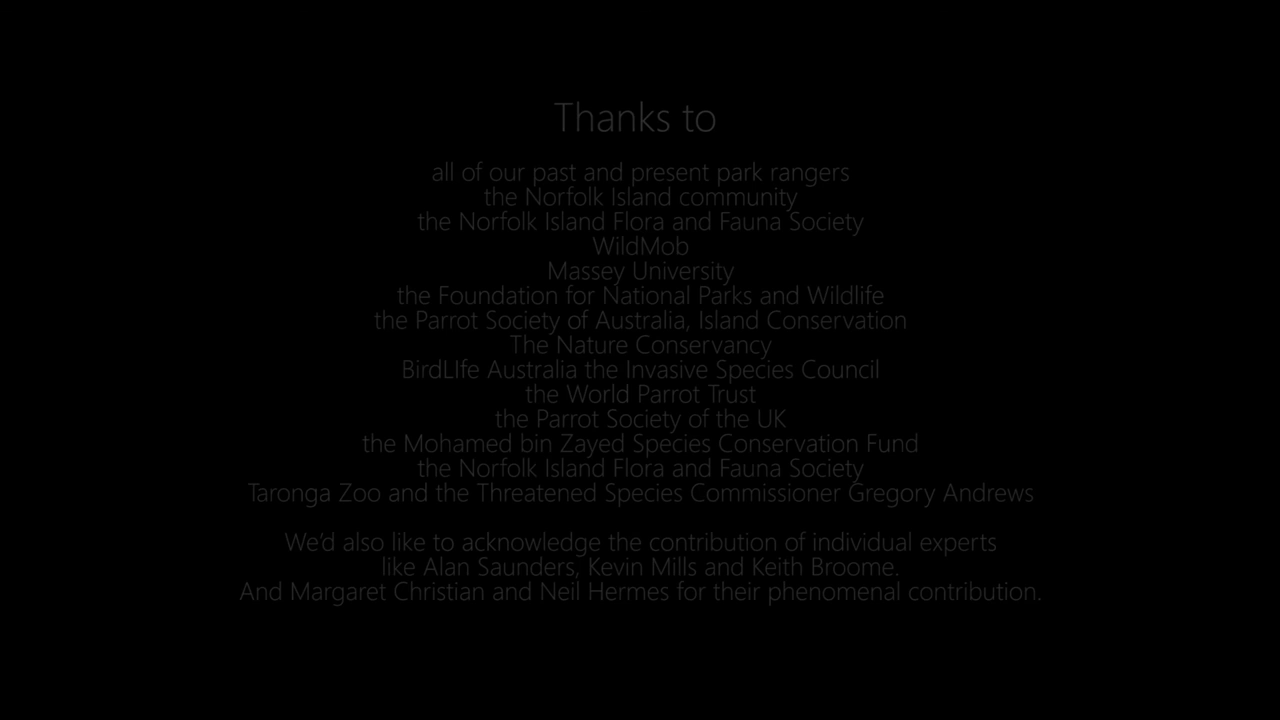 Thanks to
all of our past and present park rangers
the Norfolk Island community
the Norfolk Island Flora and Fauna Society
WildMob
Massey University
the Foundation for National Parks and Wildlife
the Parrot Society of Australia, Island Conservation
The Nature Conservancy
BirdLIfe Australia the Invasive Species Council
the World Parrot Trust
the Parrot Society of the UK
the Mohamed bin Zayed Species Conservation Fund
the Norfolk Island Flora and Fauna Society
Taronga Zoo and the Threatened Species Commissioner Gregory Andrews
We’d also like to acknowledge the contribution of individual experts
like Alan Saunders, Kevin Mills and Keith Broome.
And Margaret Christian and Neil Hermes for their phenomenal contribution.